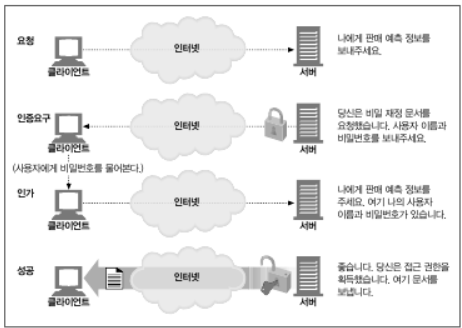 요청
인터넷
클라이언트
서버
나에게 판매 예측 정보를
보내주세요.
인증요구
인터넷
클라이언트
서버
당신은 비밀 재정 문서를
요청했습니다. 사용자 이름과
비밀번호를 보내주세요.
(사용자에게 비밀번호를 물어본다.)
인가
인터넷
클라이언트
서버
나에게 판매 예측 정보를
주세요. 여기 나의 사용자
이름과 비밀번호가 있습니다.
성공
인터넷
클라이언트
서버
좋습니다. 당신은 접근 권한을
획득했습니다. 여기 문서를
보냅니다.